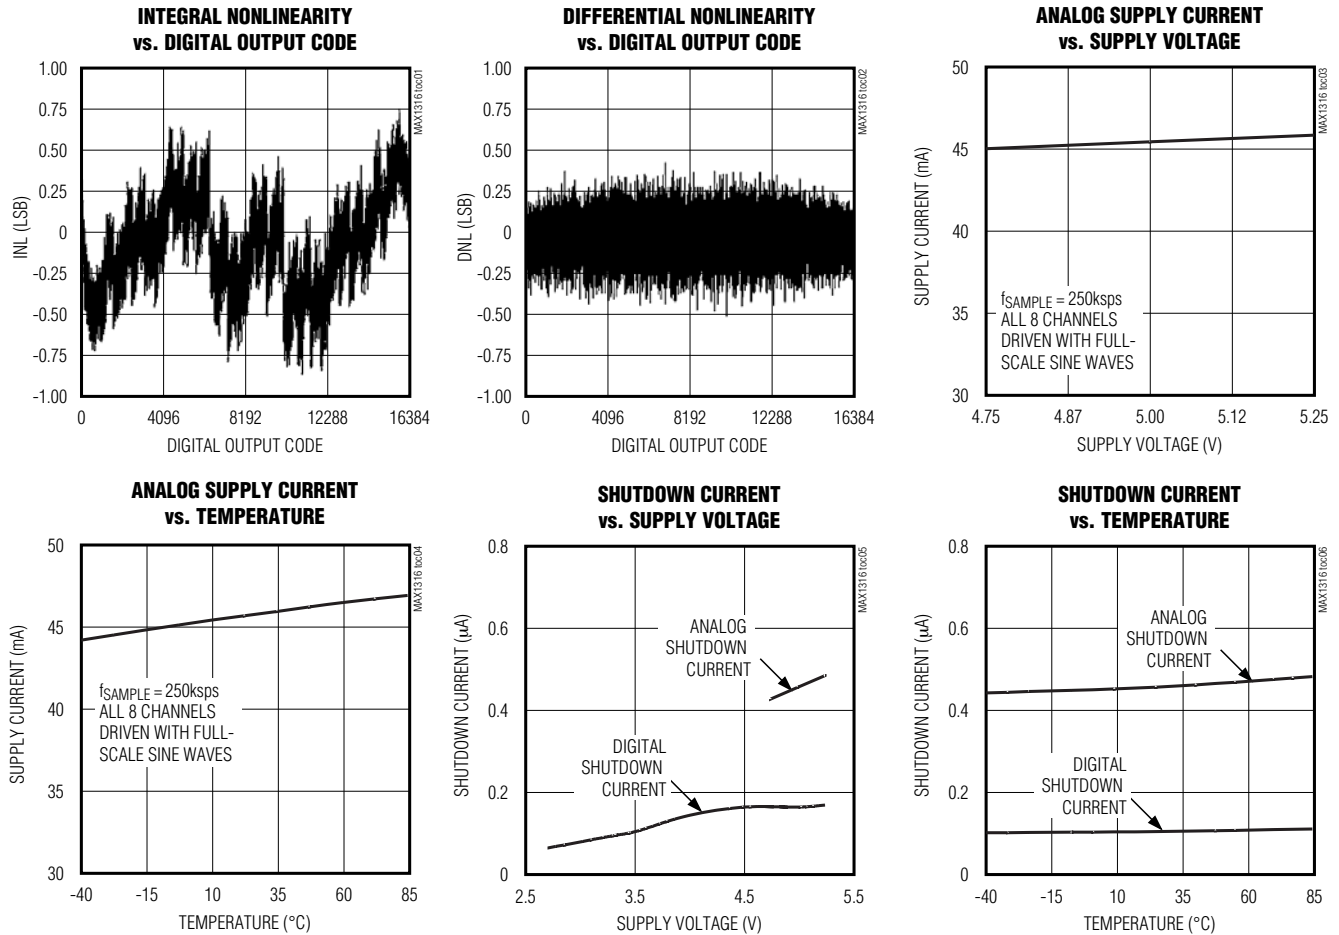 INTEGRAL NONLINEARITY
vs. DIGITAL OUTPUT CODE
MAX1316 toc01
1.00
0.75
0.50
0.25
0
-0.25
-0.50
-0.75
-1.00
INL (LSB)
0 4096 8192 12288 16384
DIGITAL OUTPUT CODE
DIFFERENTIAL NONLINEARITY
vs. DIGITAL OUTPUT CODE
MAX1316 toc02
1.00
0.75
0.50
0.25
0
-0.25
-0.50
-0.75
-1.00
DNL (LSB)
0 4096 8192 12288 16384
DIGITAL OUTPUT CODE
ANALOG SUPPLY CURRENT
vs. SUPPLY VOLTAGE
MAX1316 toc03
50
45
40
35
30
SUPPLY CURRENT (mA)
fSAMPLE = 250ksps
ALL 8 CHANNELS
DRIVEN WITH FULL-
SCALE SINE WAVES
4.75 4.87 5.00 5.12 5.25
SUPPLY VOLTAGE (V)
ANALOG SUPPLY CURRENT
vs. TEMPERATURE
MAX1316 toc04
50
45
40
35
30
SUPPLY CURRENT (mA)
fSAMPLE = 250ksps
ALL 8 CHANNELS
DRIVEN WITH FULL-
SCALE SINE WAVES
-40 -15 10 35 60 85
TEMPERATURE (°C)
SHUTDOWN CURRENT
vs. SUPPLY VOLTAGE
MAX1316 toc05
0.8
0.6
0.4
0.2
0
SHUTDOWN CURRENT (µA)
ANALOG
SHUTDOWN
CURRENT
DIGITAL
SHUTDOWN
CURRENT
2.5 3.5 4.5 5.5
SUPPLY VOLTAGE (V)
SHUTDOWN CURRENT
vs. TEMPERATURE
MAX1316 toc06
0.8
0.6
0.4
0.2
0
SHUTDOWN CURRENT (µA)
ANALOG
SHUTDOWN
CURRENT
DIGITAL
SHUTDOWN
CURRENT
-40 -15 10 35 60 85
TEMPERATURE (°C)